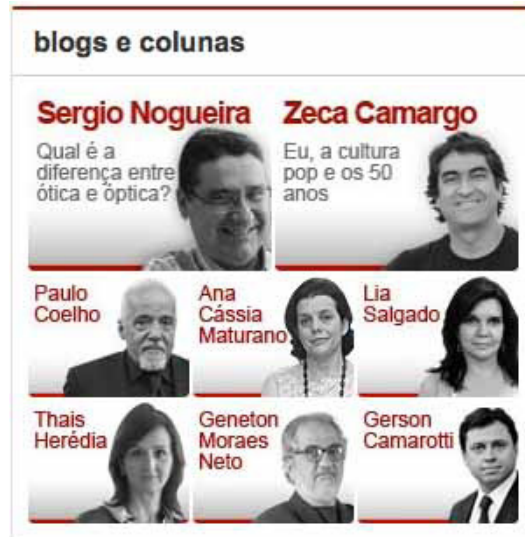 blogs e colunas
Sergio Nogueira
Qual é a
diferença entre
ótica e óptica?
Zeca Camargo
Eu, a cultura
pop e os 50
anos
Paulo
Coelho
Ana
Cássia
Maturano
Lia
Salgado
Thais
Herédia
Geneton
Moraes
Neto
Gerson
Camarotti